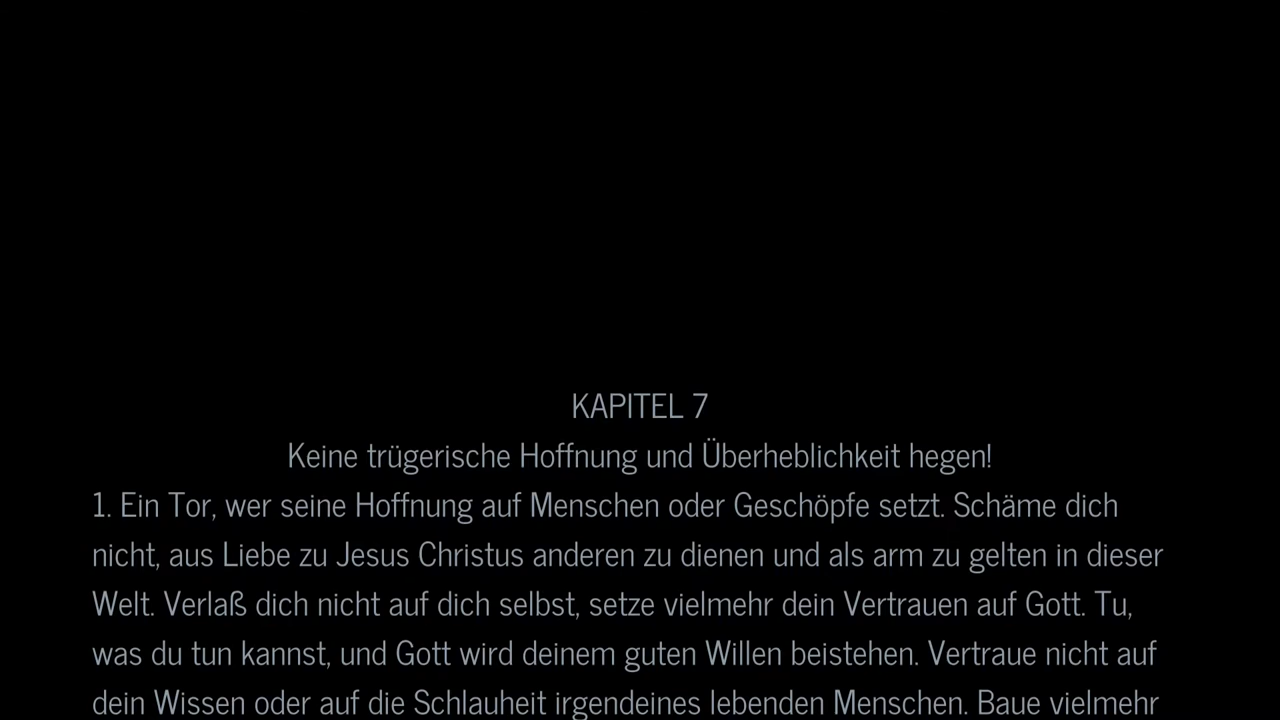 KAPITEL 7
Keine trügerische Hoffnung und Überheblichkeit hegen!
1. Ein Tor, wer seine Hoffnung auf Menschen oder Geschöpfe setzt. Schäme dich
nicht, aus Liebe zu Jesus Christus anderen zu dienen und als arm zu gelten in dieser
Welt. Verlaß dich nicht auf dich selbst, setze vielmehr dein Vertrauen auf Gott. Tu,
was du tun kannst, und Gott wird deinem guten Willen beistehen. Vertraue nicht auf
dein Wissen oder auf die Schlauheit irgendeines lebenden Menschen. Baue vielmehr